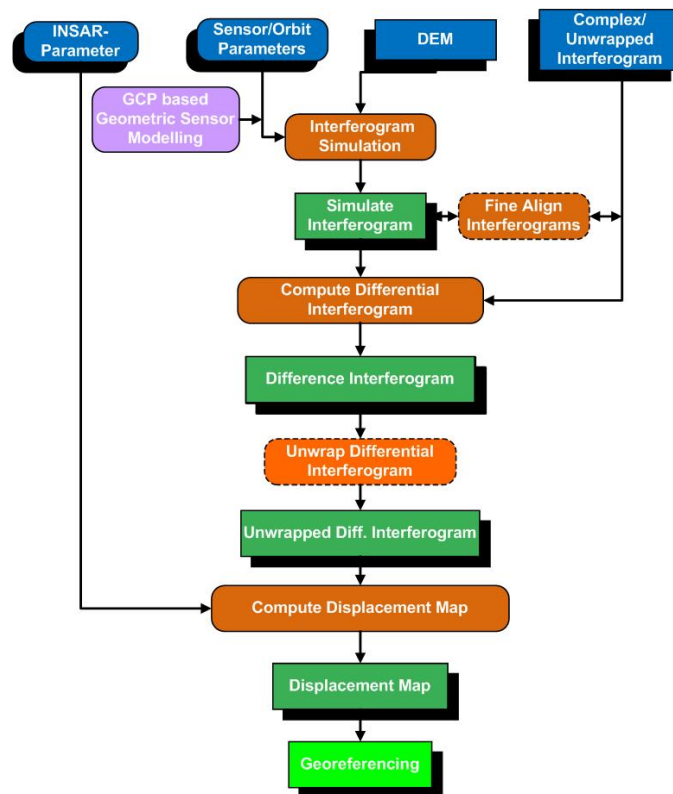 INSAR-
Parameter
Sensor/Orbit
Parameters
DEM
Complex/
Unwrapped
Interferogram
GCP based
Geometric Sensor
Modelling
Interferogram
Simulation
Simulate
Interferogram
Fine Align
Interferograms
Compute Differential
Interferogram
Difference Interferogram
Unwrap Differential
Interferogram
Unwrapped Diff. Interferogram
Compute Displacement Map
Displacement Map
Georeferencing